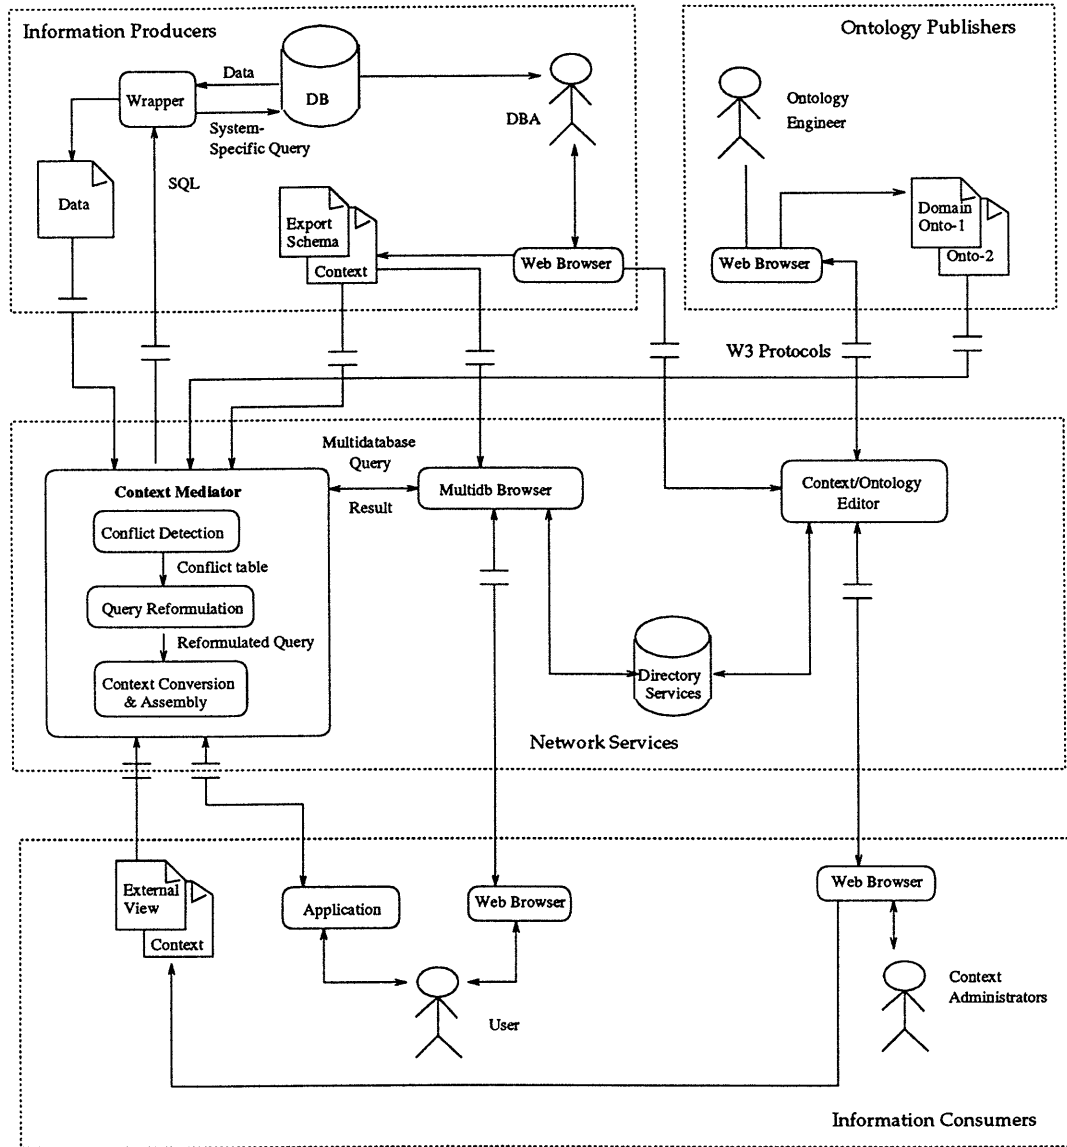 Information Producers
Data
Wrapper
DB
System-
Specific Query
DBA
Data
SQL
Export
Schema
Context
Web Browser
Ontology Publishers
Ontology
Engineer
Domain
Onto-1
Onto-2
Web Browser
W3 Protocols
Multidatabase
Query
Result
Context Mediator
Conflict Detection
Conflict table
Query Reformulation
Reformulated Query
Context Conversion
& Assembly
Multidb Browser
Context/Ontology
Editor
Directory
Services
Network Services
External
View
Context
Application
Web Browser
User
Web Browser
Context
Administrators
Information Consumers